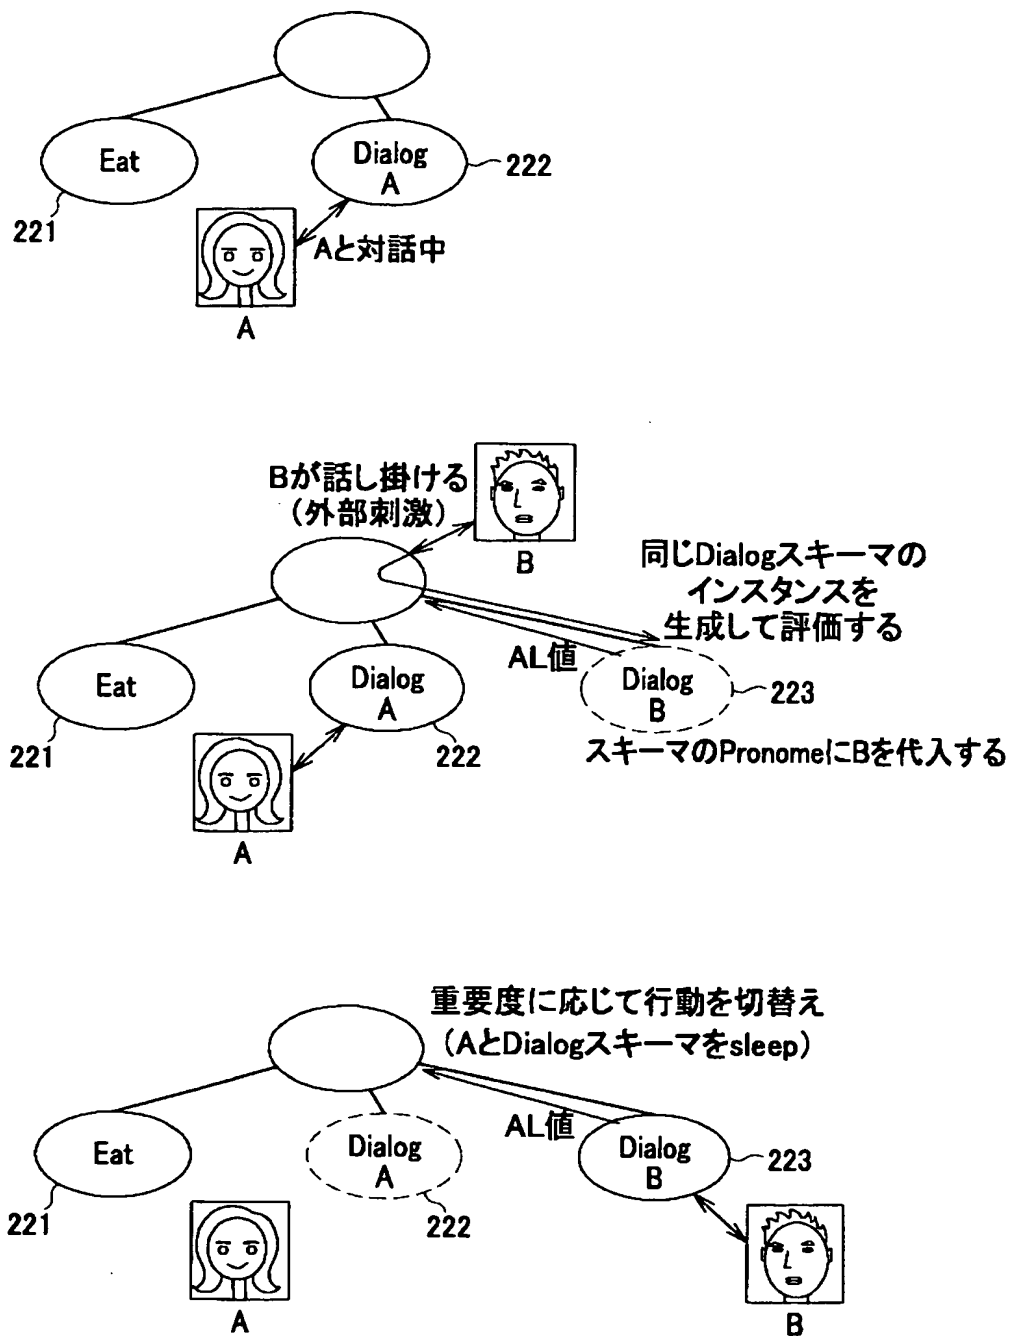 Eat
Dialog
A
222
221
Aと対話中
A
Bが話し掛ける
(外部刺激)
B
同じDialogスキーマの
インスタンスを
生成して評価する
AL値
Eat
Dialog
A
Dialog
B
223
221
222
スキーマのPronomeにBを代入する
A
重要度に応じて行動を切替え
(AとDialogスキーマをsleep)
AL値
Eat
Dialog
A
Dialog
B
223
221
222
A
B